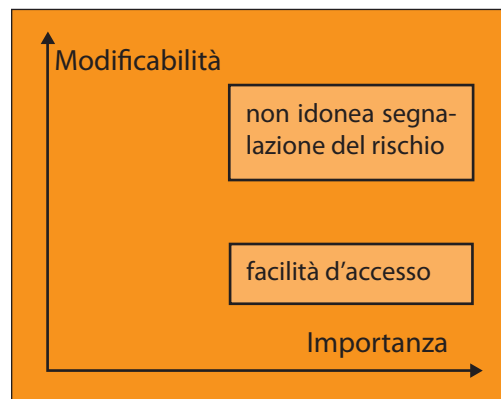 Modificabilità
non idonea segna-
lazione del rischio
facilità d'accesso
Importanza